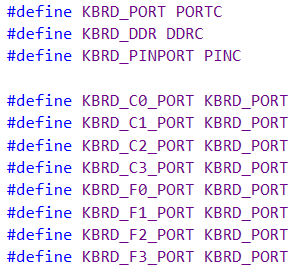 #define KBRD_PORT PORTC
#define KBRD_DDR DDRC
#define KBRD_PINPORT PINC
#define KBRD_C0_PORT KBRD_PORT
#define KBRD_C1_PORT KBRD_PORT
#define KBRD_C2_PORT KBRD_PORT
#define KBRD_C3_PORT KBRD_PORT
#define KBRD_F0_PORT KBRD_PORT
#define KBRD_F1_PORT KBRD_PORT
#define KBRD_F2_PORT KBRD_PORT
#define KBRD_F3_PORT KBRD_PORT